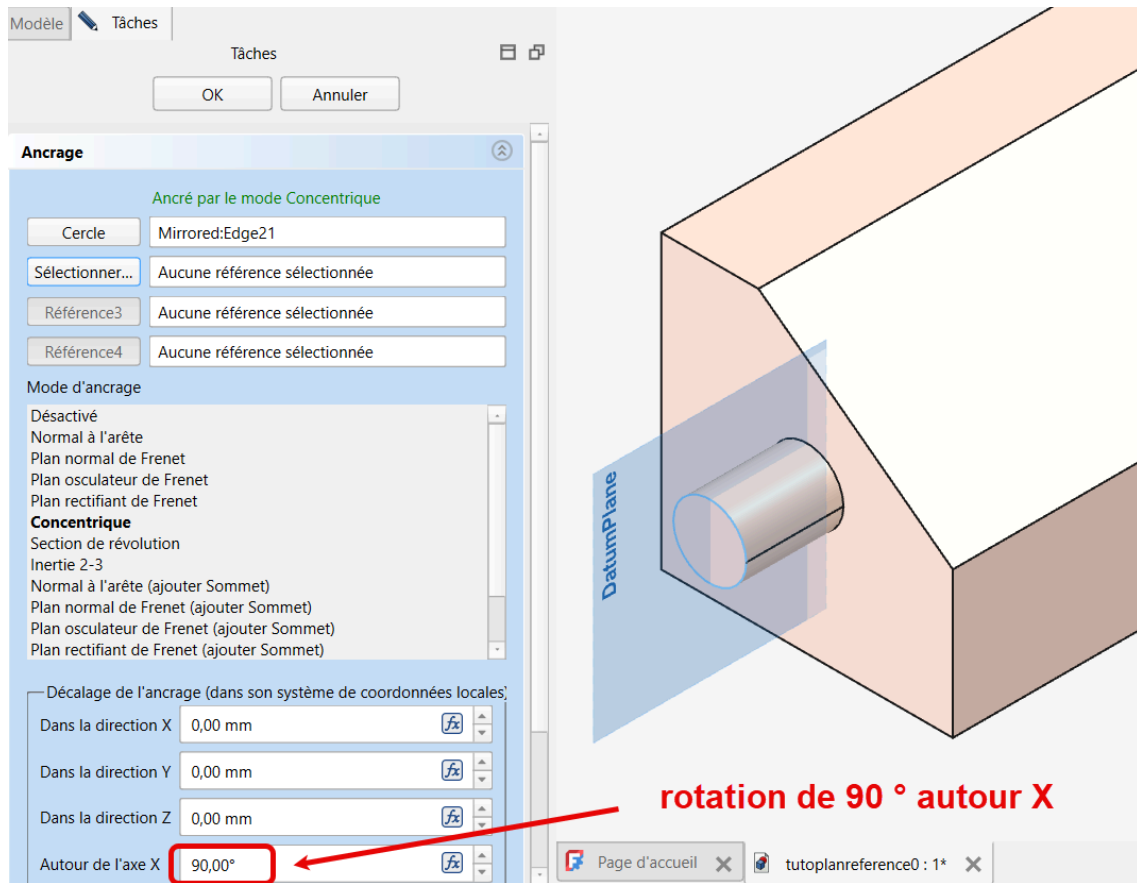 Modèle
Tâches
Tâches
OK
Annuler
Ancrage
Ancré par le mode Concentrique
Cercle
Mirrored:Edge21
Sélectionner...
Aucune référence sélectionnée
Référence3
Aucune référence sélectionnée
Référence4
Aucune référence sélectionnée
Mode d'ancrage
Désactivé
Normal à l'arête
Plan normal de Frenet
Plan osculateur de Frenet
Plan rectifiant de Frenet
Concentrique
Section de révolution
Inertie 2-3
Normal à l'arête (ajouter Sommet)
Plan normal de Frenet (ajouter Sommet)
Plan osculateur de Frenet (ajouter Sommet)
Plan rectifiant de Frenet (ajouter Sommet)
Décalage de l'ancrage (dans son système de coordonnées locales)
Dans la direction X
0,00 mm
fx
Dans la direction Y
0,00 mm
fx
Dans la direction Z
0,00 mm
fx
Autour de l'axe X
90,00°
fx
DatumPlane
rotation de 90 ° autour X
Page d'accueil
tutoplanreference0 : 1*